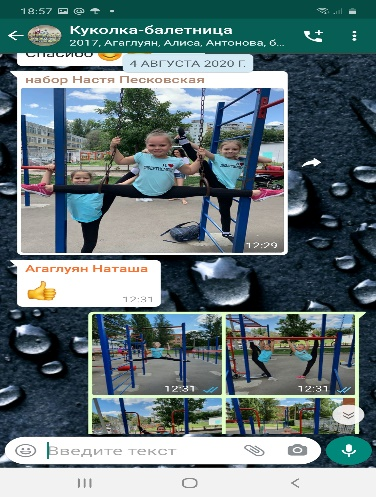 18:57
Куколка-балетница
2017, Агаглуян, Алиса, Антонова, б...
Спасибо
4 АВГУСТА 2020 Г.
набор Настя Песковская
12:29
Агаглуян Наташа
12:31
12:31
12:31
Введите текст